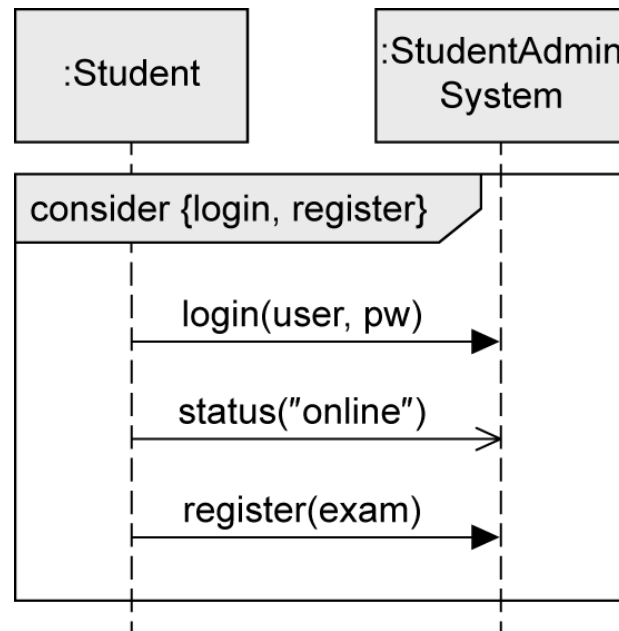 :Student
:StudentAdmin
System
consider {login, register}
login(user, pw)
status("online")
register(exam)